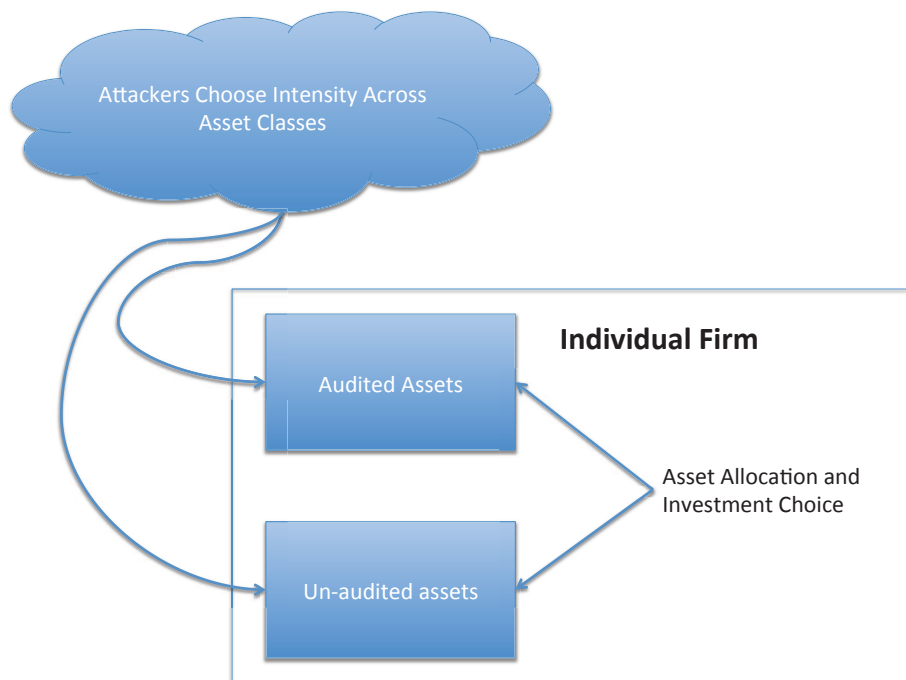 Attackers Choose Intensity Across
Asset Classes
Individual Firm
Audited Assets
Asset Allocation and
Investment Choice
Un-audited assets